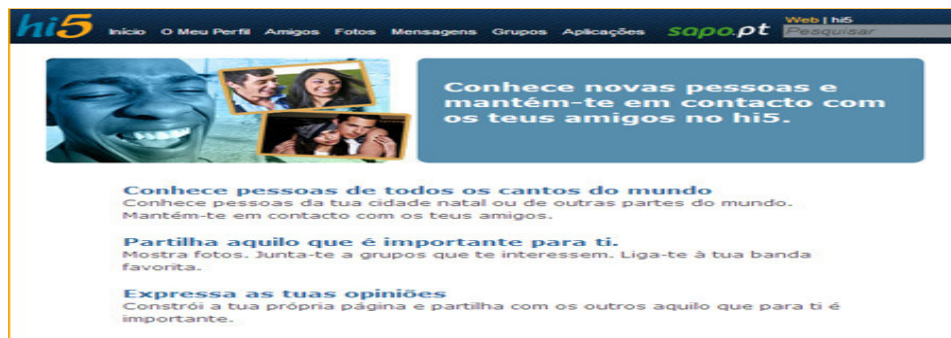 hi5 Início O Meu Perfil Amigos Fotos Mensagens Grupos Aplicações sapo.pt Web | hi5
Pesquisar
Conhece novas pessoas e
mantém-te em contacto com
os teus amigos no hi5.
Conhece pessoas de todos os cantos do mundo
Conhece pessoas da tua cidade natal ou de outras partes do mundo.
Mantém-te em contacto com os teus amigos.
Partilha aquilo que é importante para ti.
Mostra fotos. Junta-te a grupos que te interessem. Liga-te à tua banda
favorita.
Expressa as tuas opiniões
Constrói a tua própria página e partilha com os outros aquilo que para ti é
importante.